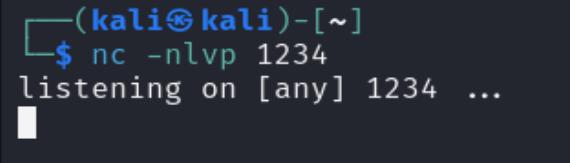 ┌──(kali㉿kali)-[~]
└─$ nc -nlvp 1234
listening on [any] 1234 ...